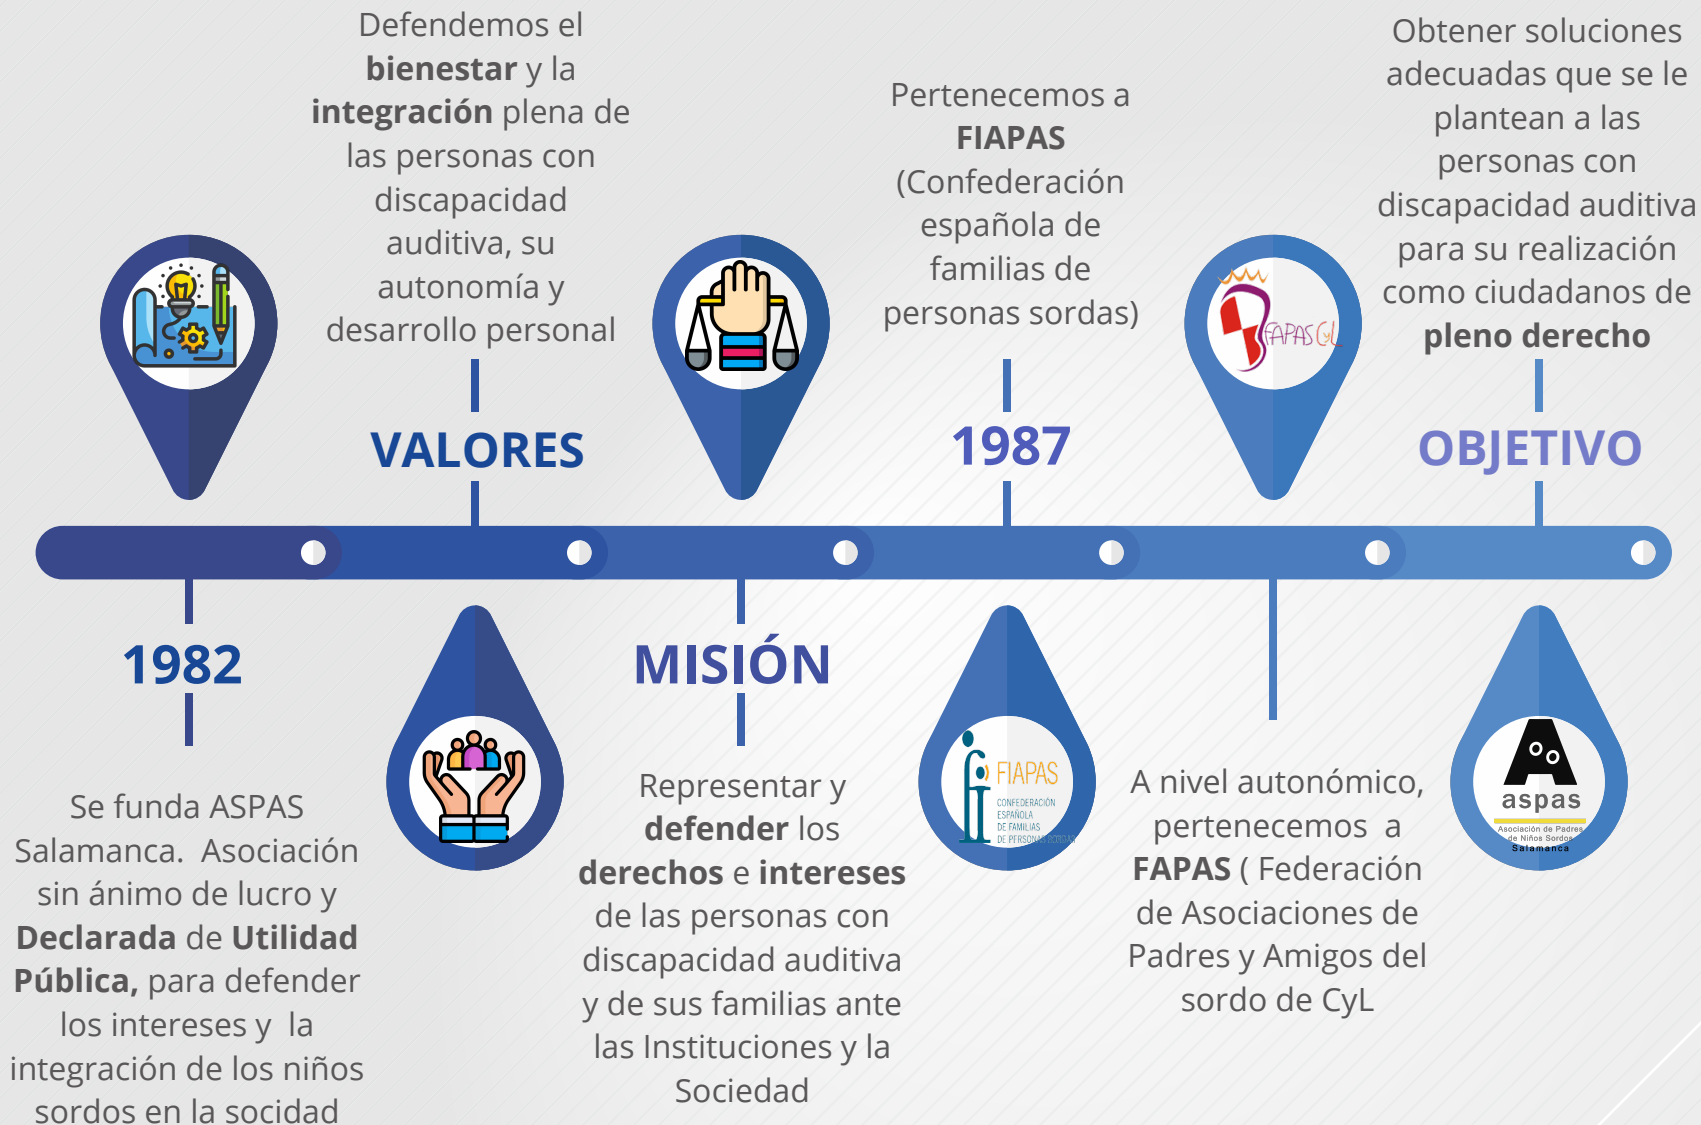 Defendemos el
bienestar y la
integración plena de
las personas con
discapacidad
auditiva, su
autonomía y
desarrollo personal
VALORES
Pertenecemos a
FIAPAS
(Confederación
española de
familias de
personas sordas)
1987
FAPAS CyL
Obtener soluciones
adecuadas que se le
plantean a las
personas con
discapacidad auditiva
para su realización
como ciudadanos de
pleno derecho
OBJETIVO
1982
Se funda ASPAS
Salamanca. Asociación
sin ánimo de lucro y
Declarada de Utilidad
Pública, para defender
los intereses y la
integración de los niños
sordos en la socidad
MISIÓN
Representar y
defender los
derechos e intereses
de las personas con
discapacidad auditiva
y de sus familias ante
las Instituciones y la
Sociedad
FIAPAS
CONFEDERACIÓN
ESPAÑOLA
DE FAMILIAS
DE PERSONAS SORDAS
A nivel autonómico,
pertenecemos a
FAPAS ( Federación
de Asociaciones de
Padres y Amigos del
sordo de CyL
aspas
Asociación de Padres
de Niños Sordos
Salamanca